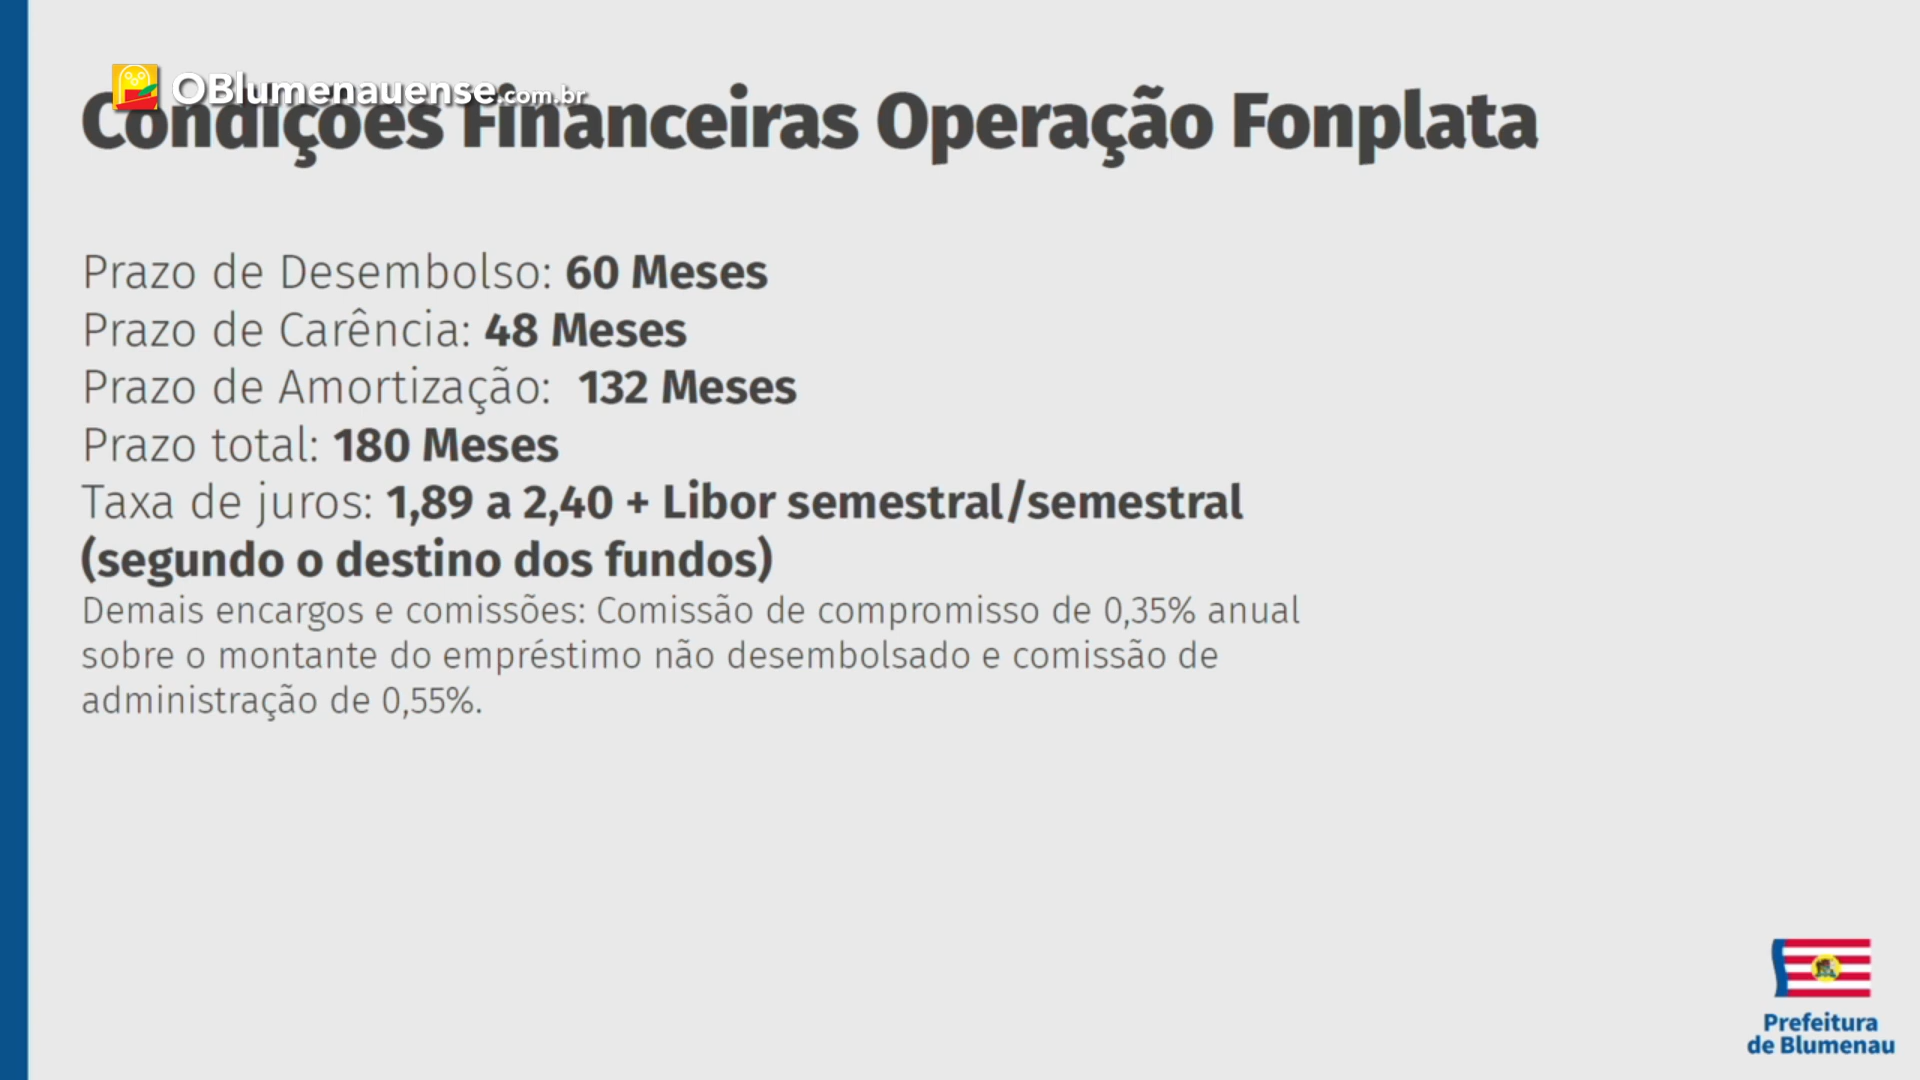 OBlumenauense.com.br
Condições Financeiras Operação Fonplata
Prazo de Desembolso: 60 Meses
Prazo de Carência: 48 Meses
Prazo de Amortização: 132 Meses
Prazo total: 180 Meses
Taxa de juros: 1,89 a 2,40 + Libor semestral/semestral
(segundo o destino dos fundos)
Demais encargos e comissões: Comissão de compromisso de 0,35% anual
sobre o montante do empréstimo não desembolsado e comissão de
administração de 0,55%.
Prefeitura
de Blumenau